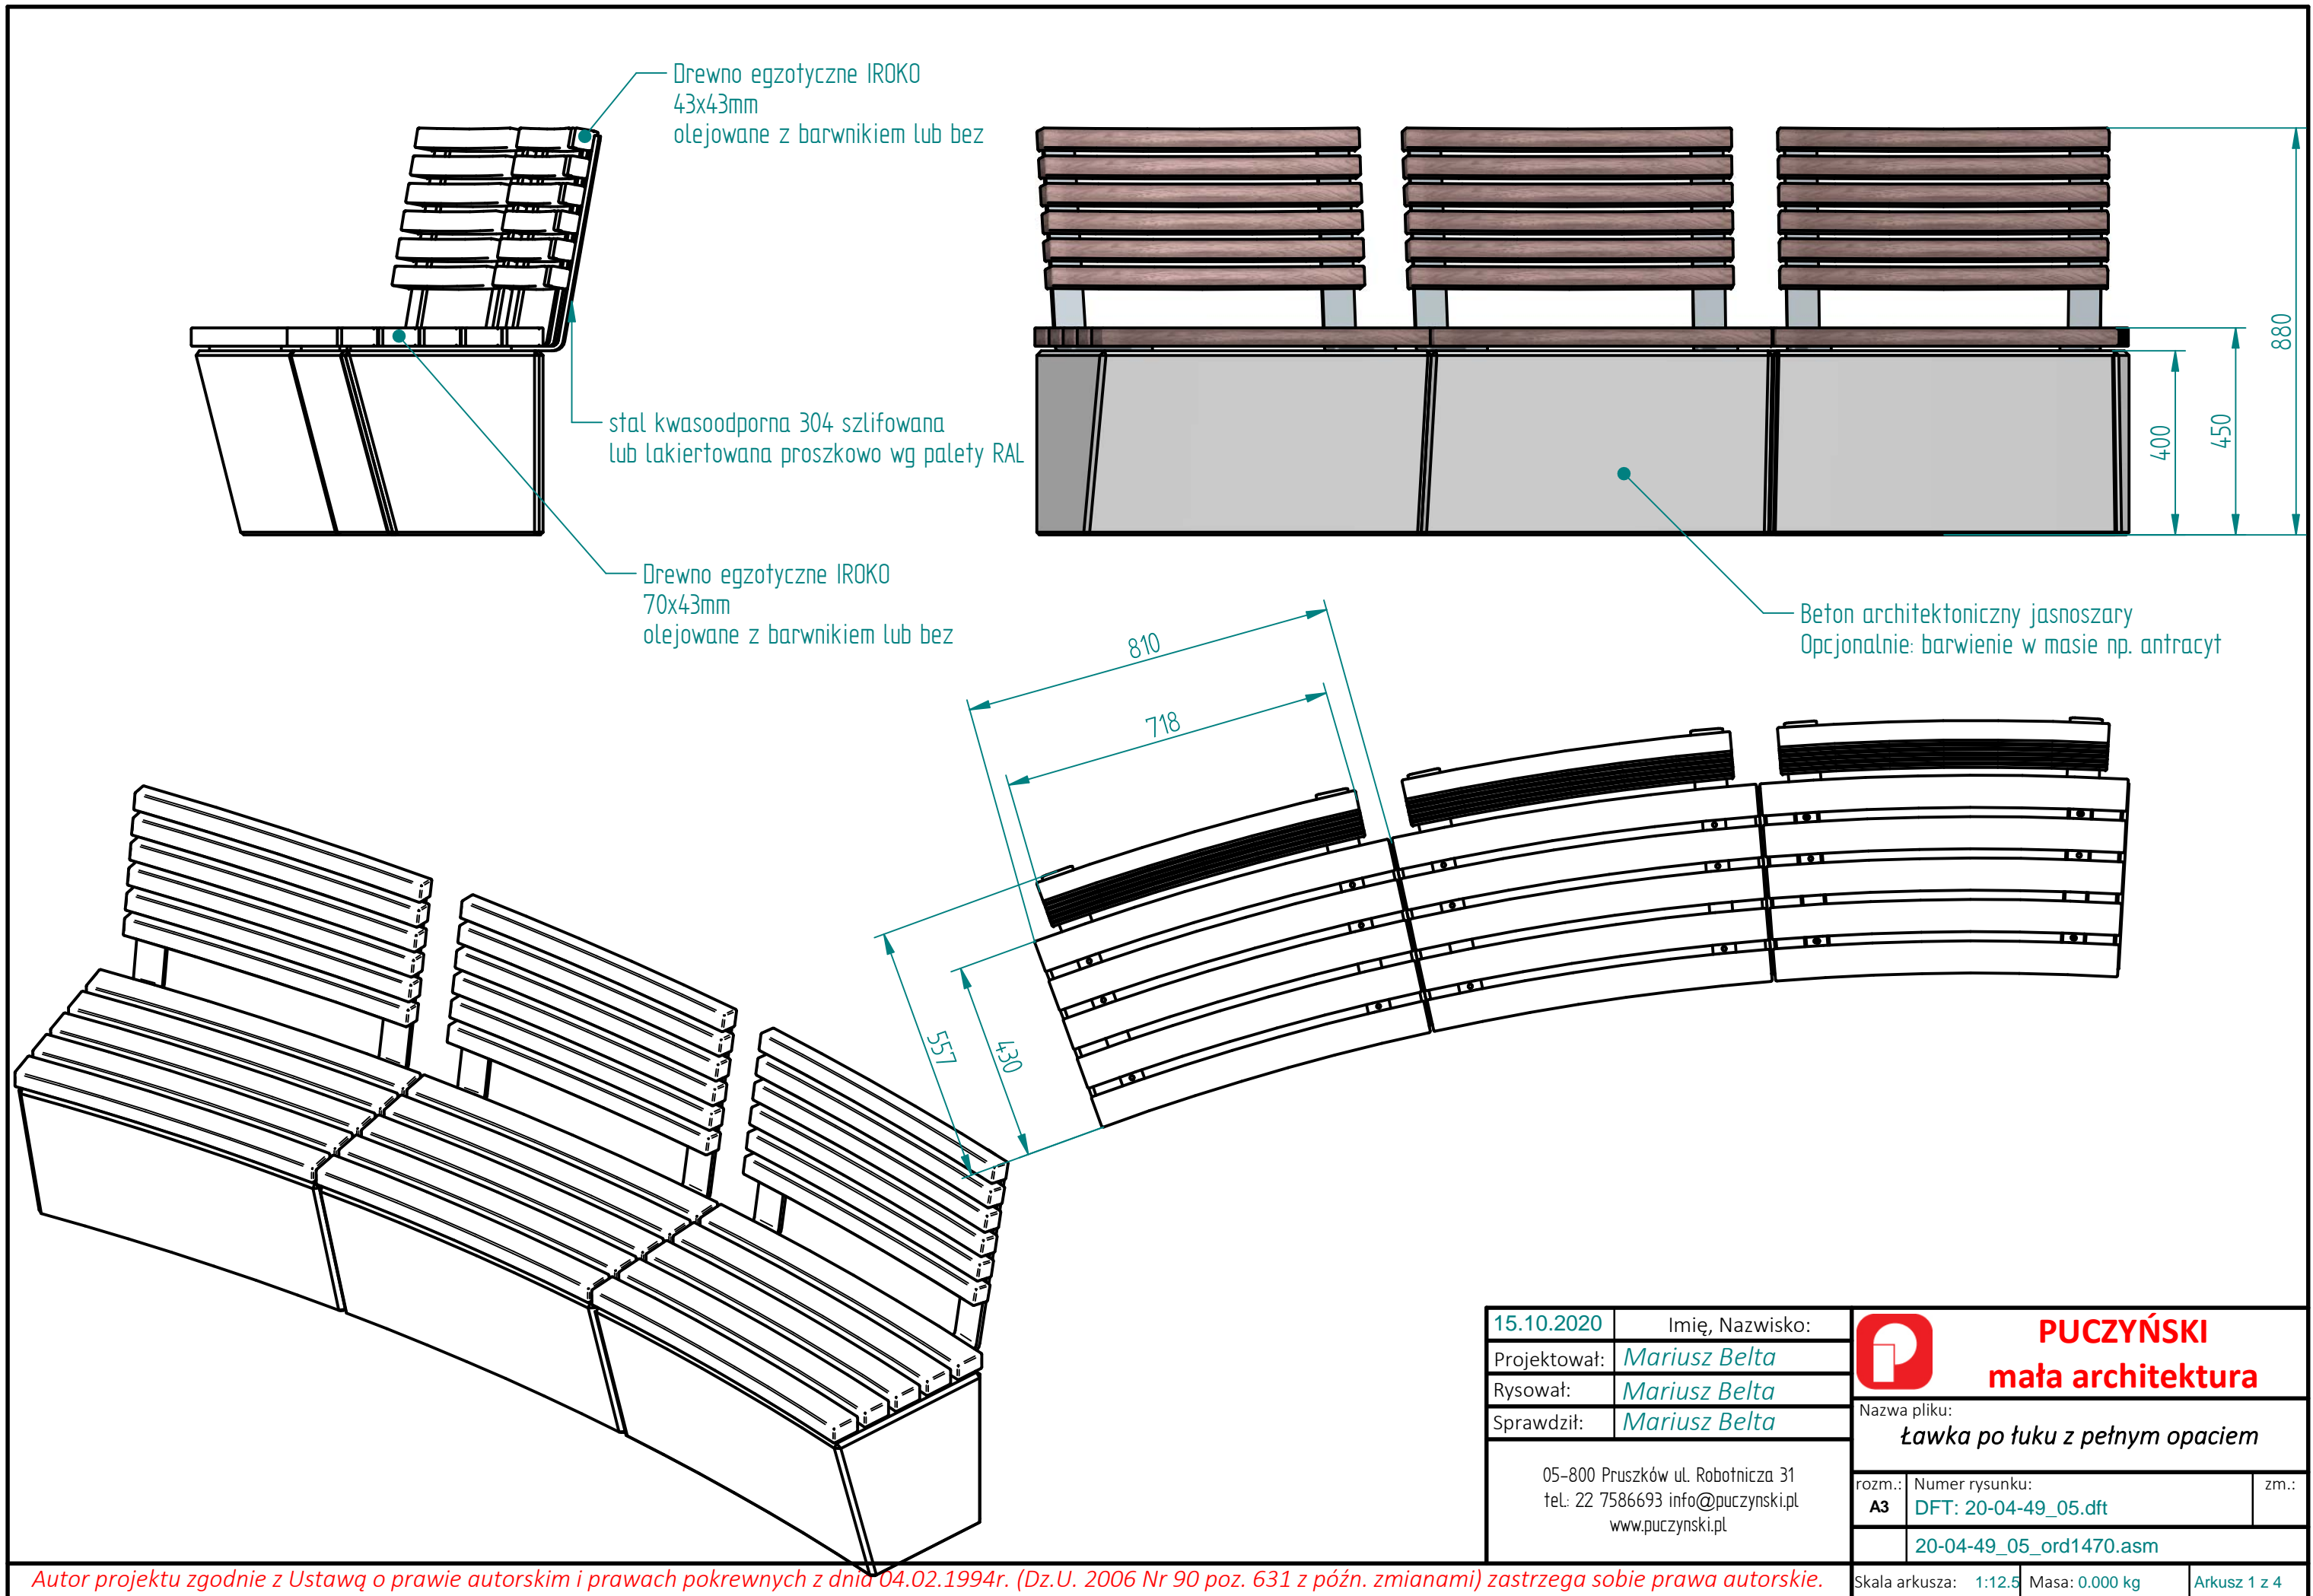 Drewno egzotyczne IROKO
43x43mm
olejowane z barwnikiem lub bez
stal kwasoodporna 304 szlifowana
lub lakiertowana proszkowo wg palety RAL
Drewno egzotyczne IROKO
70x43mm
olejowane z barwnikiem lub bez
880
450
400
Beton architektoniczny jasnoszary
Opcjonalnie: barwienie w masie np. antracyt
810
718
557
430
15.10.2020 Imię, Nazwisko:
Projektował: Mariusz Belta
Rysował: Mariusz Belta
Sprawdził: Mariusz Belta
05-800 Pruszków ul. Robotnicza 31
tel.: 22 7586693 info@puczynski.pl
www.puczynski.pl
PUCZYŃSKI
mała architektura
Nazwa pliku:
Ławka po łuku z pełnym opaciem
rozm.: Numer rysunku: zm.:
A3 DFT: 20-04-49_05.dft
20-04-49_05_ord1470.asm
Skala arkusza: 1:12.5 Masa: 0.000 kg Arkusz 1 z 4
Autor projektu zgodnie z Ustawą o prawie autorskim i prawach pokrewnych z dnia 04.02.1994r. (Dz.U. 2006 Nr 90 poz. 631 z późn. zmianami) zastrzega sobie prawa autorskie.